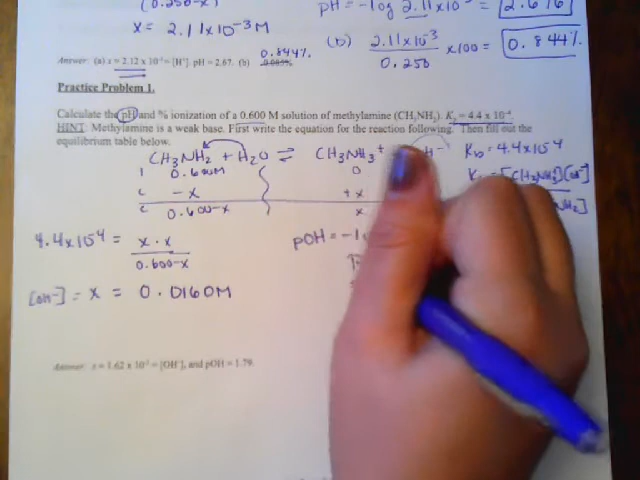 (0.250-x)
x = 2.11x10⁻³ M
pH = -log 2.11x10 = 2.676
(b) 2.11x10⁻³ / 0.250 x100 = 0.844%
0.844%
Answer: (a) x = 2.12 x 10⁻³ = [H⁺]. pH = 2.67. (b)
Practice Problem 1.
Calculate the pH and % ionization of a 0.600 M solution of methylamine (CH₃NH₂). K = 4.4 x 10⁻⁴.
HINT: Methylamine is a weak base. First write the equation for the reaction following. Then fill out the
equilibrium table below.
CH₃NH₂ + H₂O ⇌ CH₃NH₃⁺ H⁻ Kb = 4.4x10⁻⁴
I 0.600M 0
C -x +x
E 0.600-x x
4.4x10⁻⁴ = x · x / 0.600-x
pOH = -1
[OH⁻] = x = 0.0160M
Answer: x = 1.62 x 10⁻² = [OH⁻], and pOH = 1.79.